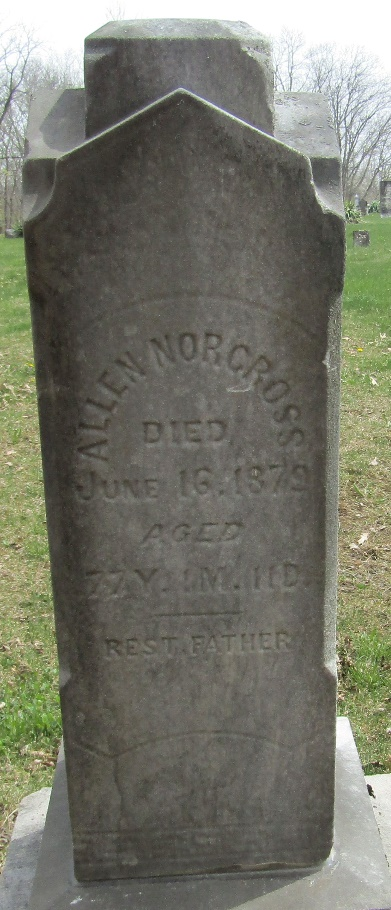 ALLEN NORCROSS
DIED
JUNE 16, 1879
AGED
77Y. 1M. 11D.
REST FATHER